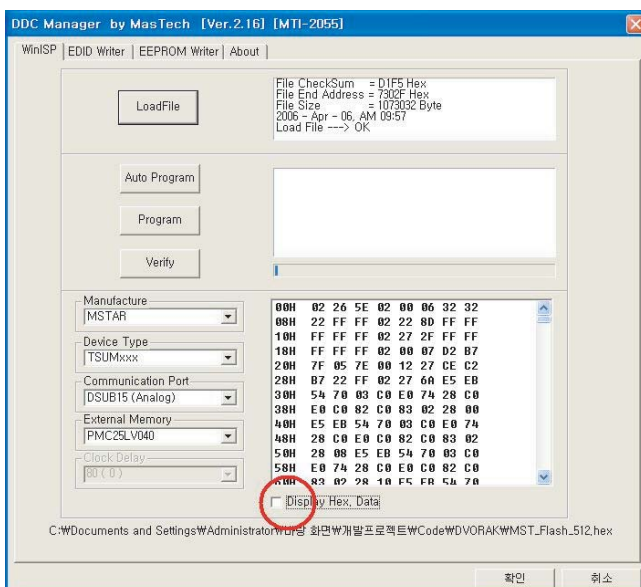 DDC Manager by MasTech [Ver.2.16] [MTI-2055]
WinISP EDID Writer EEPROM Writer About
LoadFile
File CheckSum = D1F5 Hex
File End Address = 7302F Hex
File Size = 1073032 Byte
2006 - Apr - 06, AM 09:57
Load File ---> OK
Auto Program
Program
Verify
Manufacture
MSTAR
Device Type
TSUMxxx
Communication Port
DSUB15 (Analog)
External Memory
PMC25LV040
Clock Delay
80 ( 0 )
00H 02 26 5E 02 00 06 32 32
08H 22 FF FF 02 22 8D FF FF
10H FF FF FF 02 27 2F FF FF
18H FF FF FF 02 00 07 D2 B7
20H 7F 05 7E 00 12 27 CE C2
28H B7 22 FF 02 27 6A E5 EB
30H 54 70 03 C0 E0 74 28 C0
38H E0 C0 82 C0 83 02 28 00
40H E5 EB 54 70 03 C0 E0 74
48H 28 C0 E0 C0 82 C0 83 02
50H 28 08 E5 EB 54 70 03 C0
58H E0 74 28 C0 E0 C0 82 C0
60H 83 02 28 10 E5 EB 54 70
Display Hex, Data
C:₩Documents and Settings₩Administrator₩바탕 화면₩개발프로젝트₩Code₩DVORAK₩MST_Flash_512,hex
확인 취소